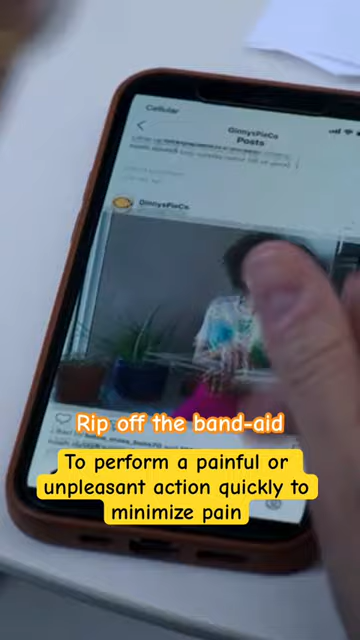 Cellular
GinnysPieCo
Posts
GinnysPieCo
Rip off the band-aid
To perform a painful or
unpleasant action quickly to
minimize pain